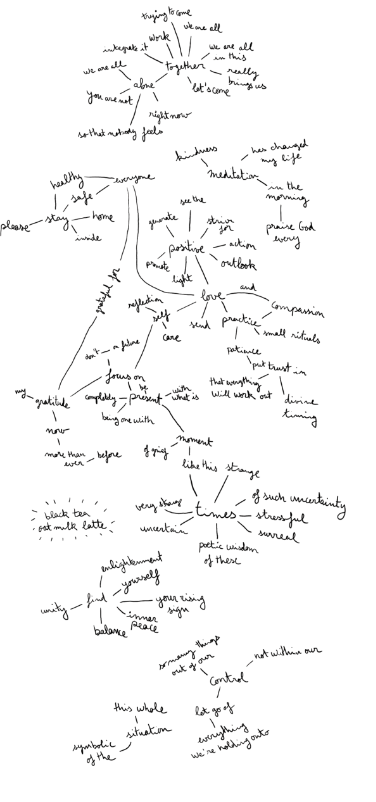 trying to come
work
we are all
integrate it
we are all
in this
together
we are all
really
brings us
let's come
alone
you are not
right now
so that nobody feels
kindness
has changed
my life
meditation
in the
morning
praise God
every
healthy
everyone
safe
please
stay
home
inside
see the
strive
for
positive
action
outlook
promote
light
grateful for
love
and
compassion
reflection
self
care
send
practice
small rituals
patience
put trust in
that everything
will work out
divine
timing
don't
on future
focus on
be
my
gratitude
completely
present
with
what is
being one with
now
more than
ever
before
moment
of grief
like this
strange
very strange
times
of such uncertainty
stressful
surreal
uncertain
poetic wisdom
of these
black tea
oat milk latte
enlightenment
yourself
unity
find
your rising
sign
inner
peace
balance
so many things
out of our
not within our
control
let go of
everything
we're holding onto
this whole
situation
symbolic
of the